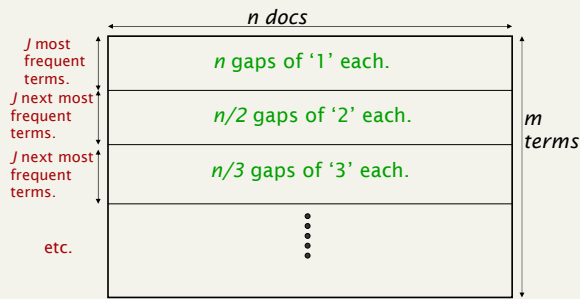 n docs
J most
frequent
terms.
n gaps of ‘1’ each.
J next most
frequent
terms.
n/2 gaps of ‘2’ each.
m
terms
J next most
frequent
terms.
n/3 gaps of ‘3’ each.
etc.